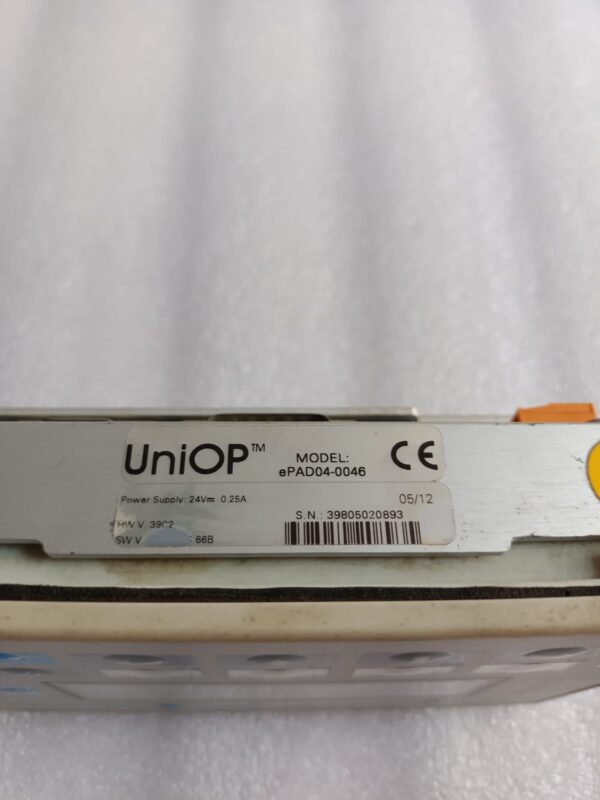 UniOP™
MODEL:
ePAD04-0046
CE
Power Supply: 24V⎓ 0.25A
05/12
S.N.: 39805020893
HW V. 39C2
SW V 66B